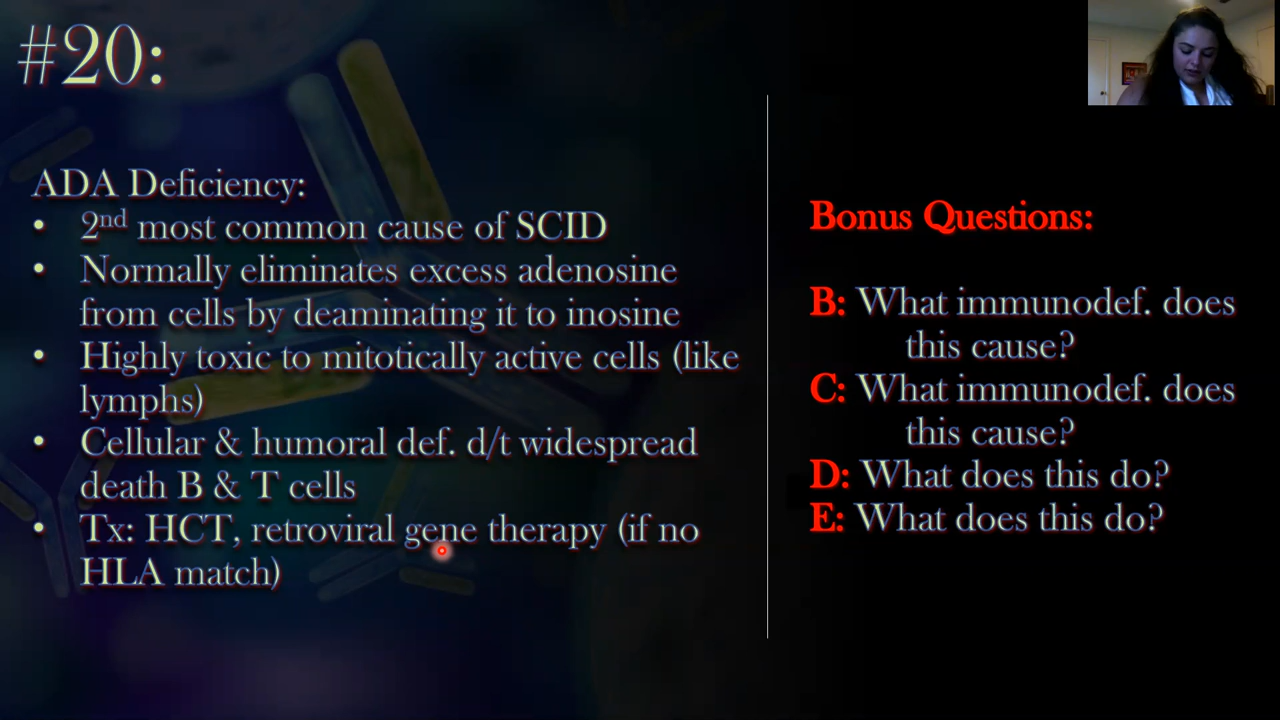 #20:
ADA Deficiency:
• 2nd most common cause of SCID
• Normally eliminates excess adenosine
from cells by deaminating it to inosine
• Highly toxic to mitotically active cells (like
lymphs)
• Cellular & humoral def. d/t widespread
death B & T cells
• Tx: HCT, retroviral gene therapy (if no
HLA match)
Bonus Questions:
B: What immunodef. does
this cause?
C: What immunodef. does
this cause?
D: What does this do?
E: What does this do?